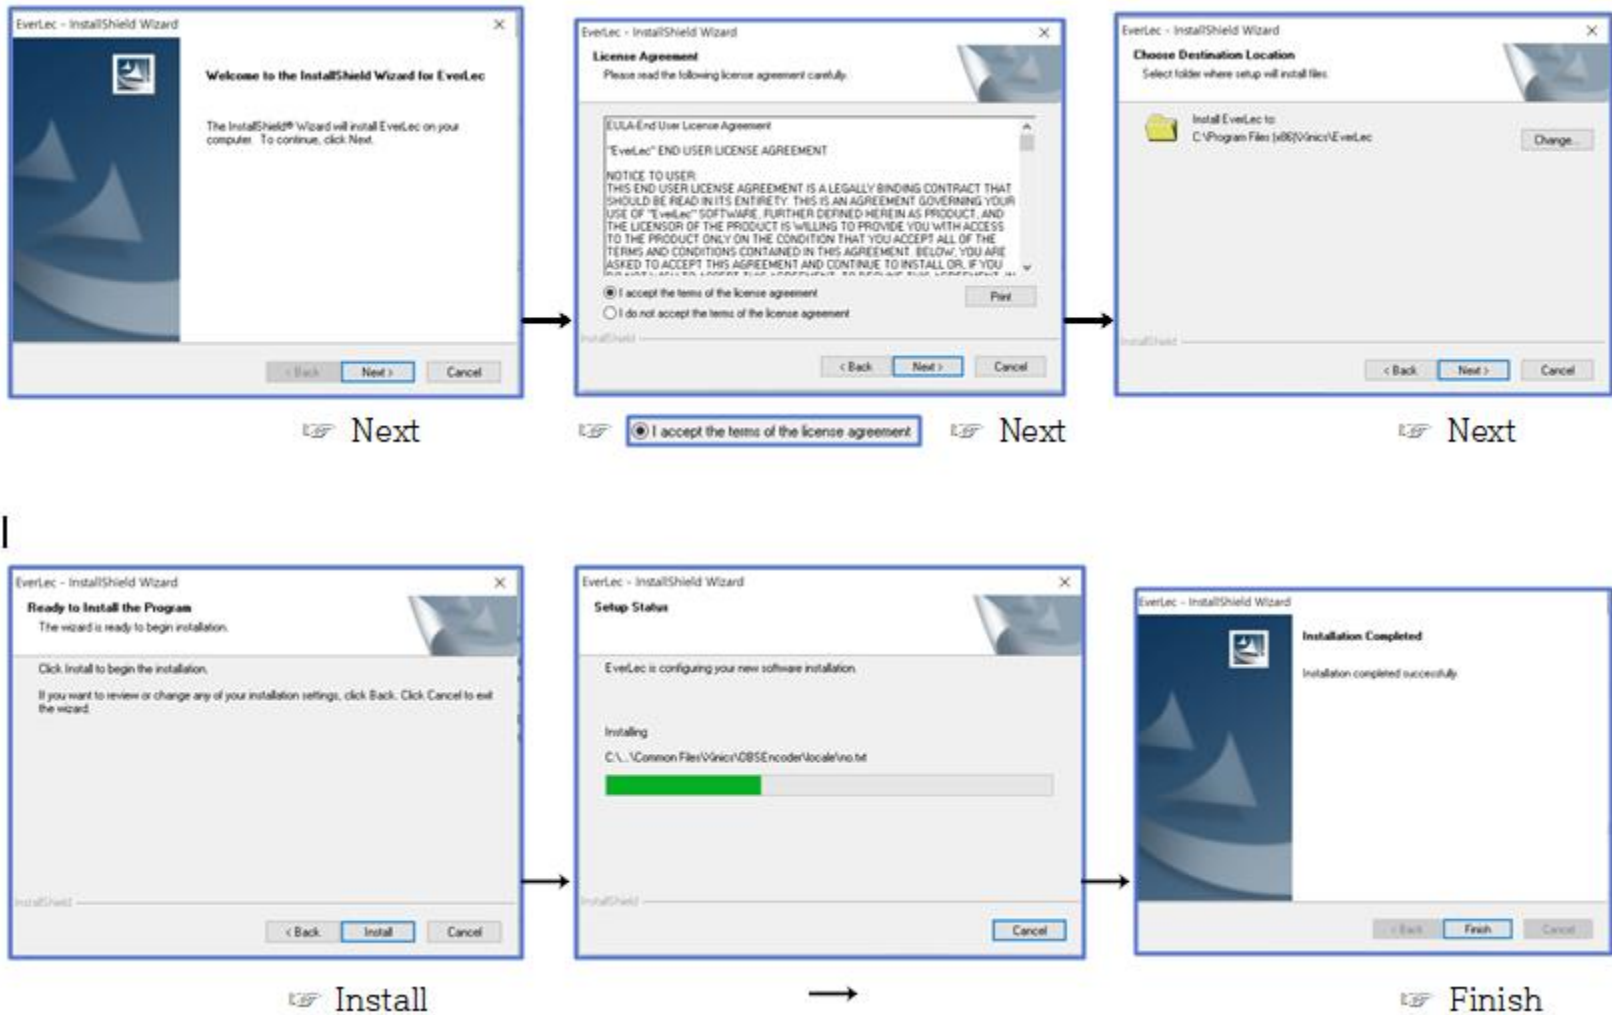 EverLec - InstallShield Wizard
Welcome to the InstallShield Wizard for EverLec
The InstallShield® Wizard will install EverLec on your
computer. To continue, click Next.
< Back Next > Cancel
☞ Next
EverLec - InstallShield Wizard
License Agreement
Please read the following license agreement carefully.
EULA-End User License Agreement
"EverLec" END USER LICENSE AGREEMENT
NOTICE TO USER:
THIS END USER LICENSE AGREEMENT IS A LEGALLY BINDING CONTRACT THAT
SHOULD BE READ IN ITS ENTIRETY. THIS IS AN AGREEMENT GOVERNING YOUR
USE OF "EverLec" SOFTWARE, FURTHER DEFINED HEREIN AS PRODUCT, AND
THE LICENSOR OF THE PRODUCT IS WILLING TO PROVIDE YOU WITH ACCESS
TO THE PRODUCT ONLY ON THE CONDITION THAT YOU ACCEPT ALL OF THE
TERMS AND CONDITIONS CONTAINED IN THIS AGREEMENT. BELOW, YOU ARE
ASKED TO ACCEPT THIS AGREEMENT AND CONTINUE TO INSTALL OR, IF YOU
I accept the terms of the license agreement
Print
I do not accept the terms of the license agreement
InstallShield
< Back Next > Cancel
☞ I accept the terms of the license agreement ☞ Next
EverLec - InstallShield Wizard
Choose Destination Location
Select folder where setup will install files.
Install EverLec to:
C:\Program Files (x86)\Xinics\EverLec
Change...
InstallShield
< Back Next > Cancel
☞ Next
EverLec - InstallShield Wizard
Ready to Install the Program
The wizard is ready to begin installation.
Click Install to begin the installation.
If you want to review or change any of your installation settings, click Back. Click Cancel to exit
the wizard.
InstallShield
< Back Install Cancel
☞ Install
EverLec - InstallShield Wizard
Setup Status
EverLec is configuring your new software installation.
Installing
C:\...\Common Files\Xinics\OBSEncoder\locale\no.txt
InstallShield
Cancel
EverLec - InstallShield Wizard
Installation Completed
Installation completed successfully.
< Back Finish Cancel
☞ Finish